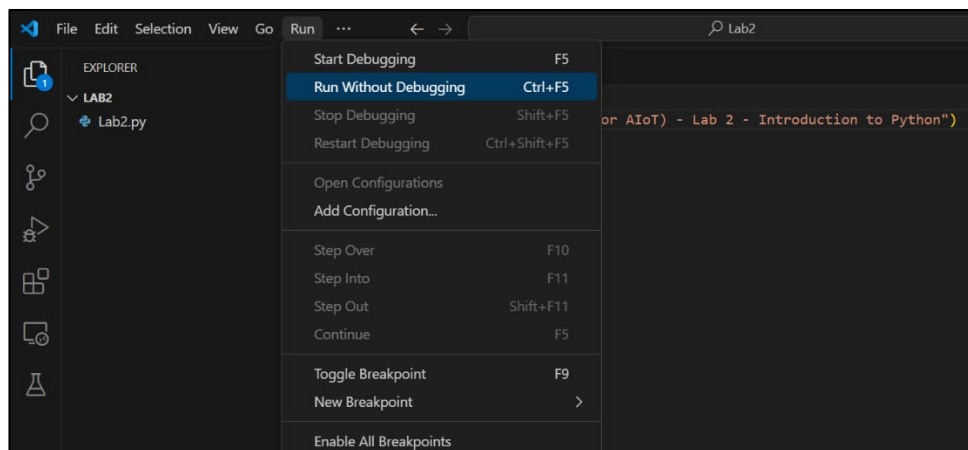 File Edit Selection View Go Run ··· ← → Lab2
EXPLORER
LAB2
Lab2.py
1
Start Debugging F5
Run Without Debugging Ctrl+F5
Stop Debugging Shift+F5
Restart Debugging Ctrl+Shift+F5
Open Configurations
Add Configuration...
Step Over F10
Step Into F11
Step Out Shift+F11
Continue F5
Toggle Breakpoint F9
New Breakpoint >
Enable All Breakpoints
or AIoT) - Lab 2 - Introduction to Python")